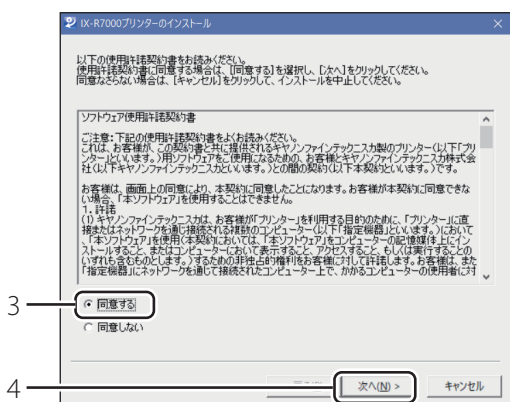 IX-R7000プリンターのインストール
以下の使用許諾契約書をお読みください。
使用許諾契約書に同意する場合は、[同意する]を選択し、[次へ]をクリックしてください。
同意なさらない場合は、[キャンセル]をクリックして、インストールを中止してください。
ソフトウェア使用許諾契約書
ご注意：下記の使用許諾契約書をよくお読みください。
これは、お客様が、この契約書と共に提供されるキヤノンファインテックニスカ製のプリンター(以下「プリ
ンター」といいます。)用ソフトウェアをご使用になるための、お客様とキヤノンファインテックニスカ株式会
社(以下キヤノンファインテックニスカといいます。)との間の契約(以下本契約といいます。)です。
お客様は、画面上の同意により、本契約に同意したことになります。お客様が本契約に同意できな
い場合、「本ソフトウェア」を使用することはできません。
1．許諾
(1) キヤノンファインテックニスカは、お客様が「プリンター」を利用する目的のために、「プリンター」に直
接またはネットワークを通じ接続される複数のコンピューター(以下「指定機器」といいます。)において
、「本ソフトウェア」を使用(本契約においては、「本ソフトウェア」をコンピューターの記憶媒体上にイン
ストールすること、またはコンピューターにおいて表示すること、アクセスすること、もしくは実行することの
いずれも含むものとします。)するための非独占的権利をお客様に対して許諾します。お客様は、また
「指定機器」にネットワークを通じて接続されたコンピューター上で、かかるコンピューターの使用者に対
3
同意する
同意しない
4
次へ(N) >
キャンセル